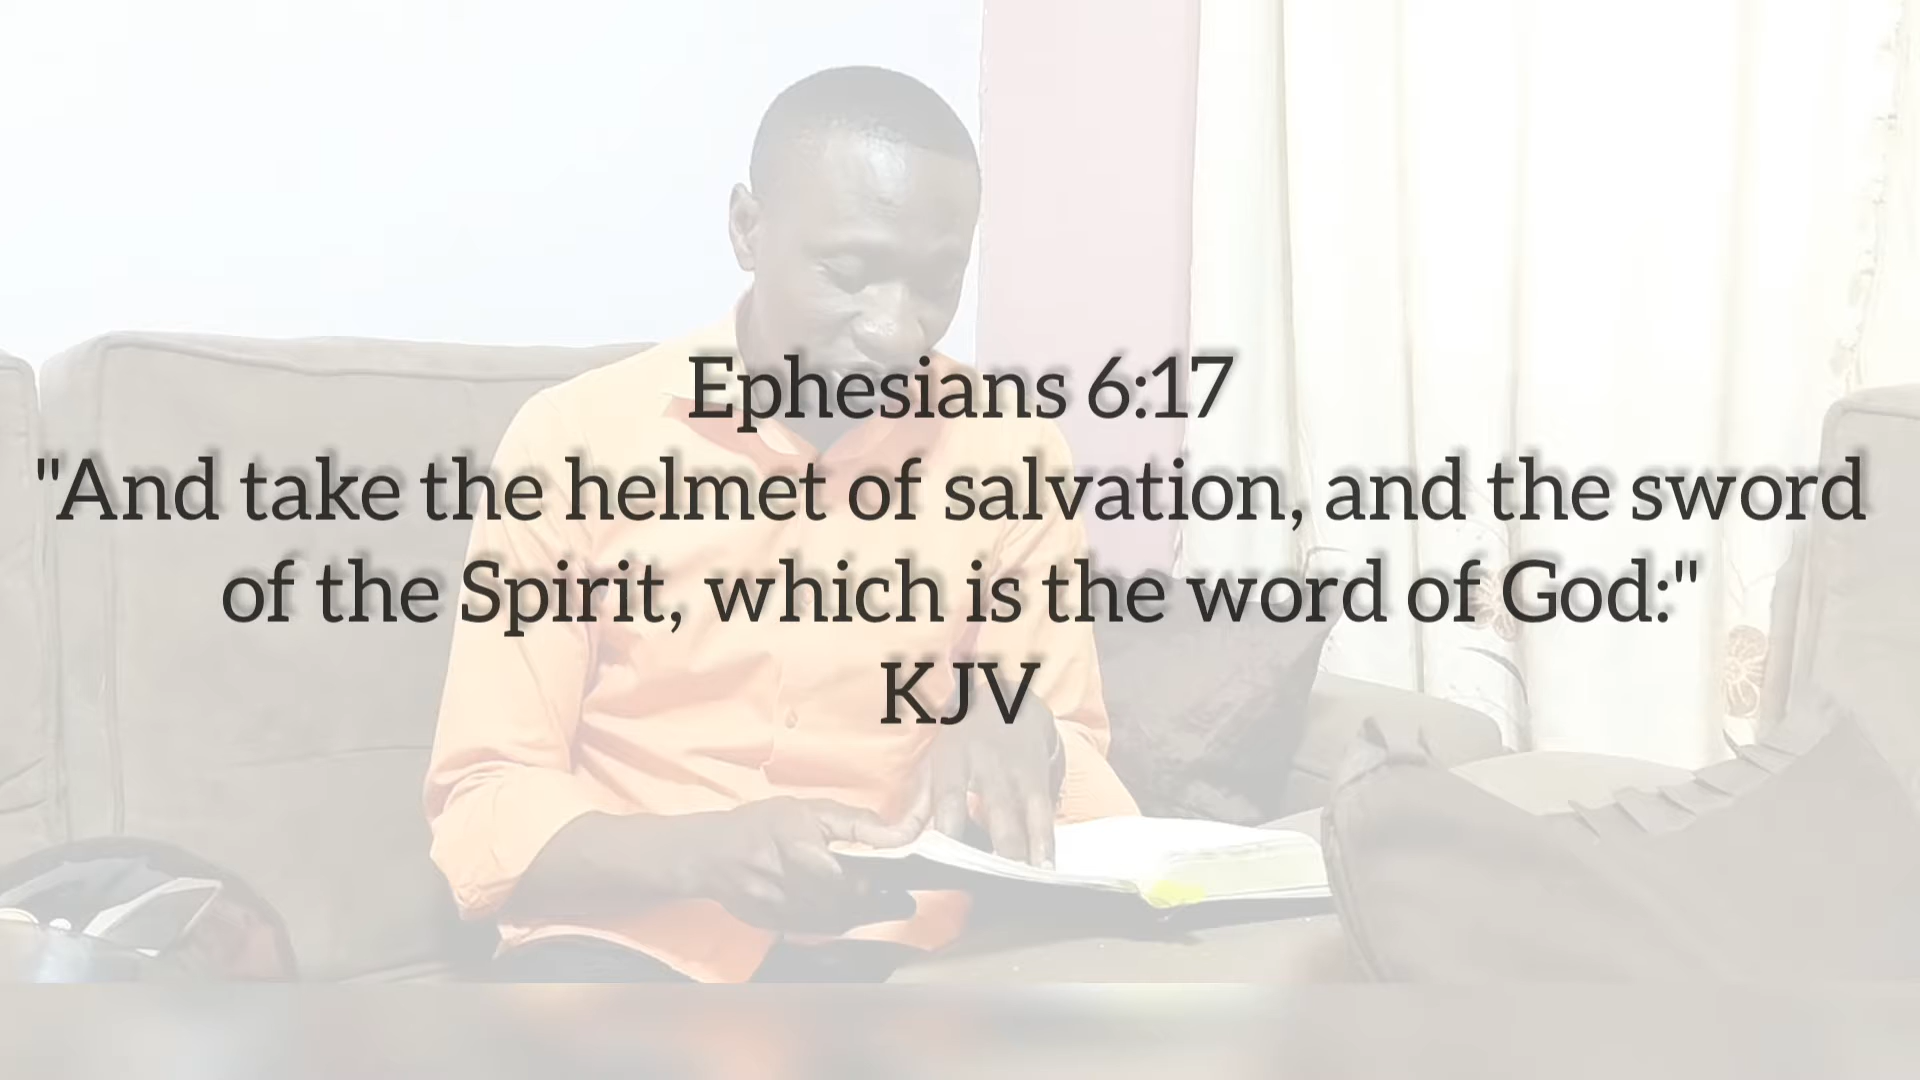 Ephesians 6:17
"And take the helmet of salvation, and the sword
of the Spirit, which is the word of God:"
KJV